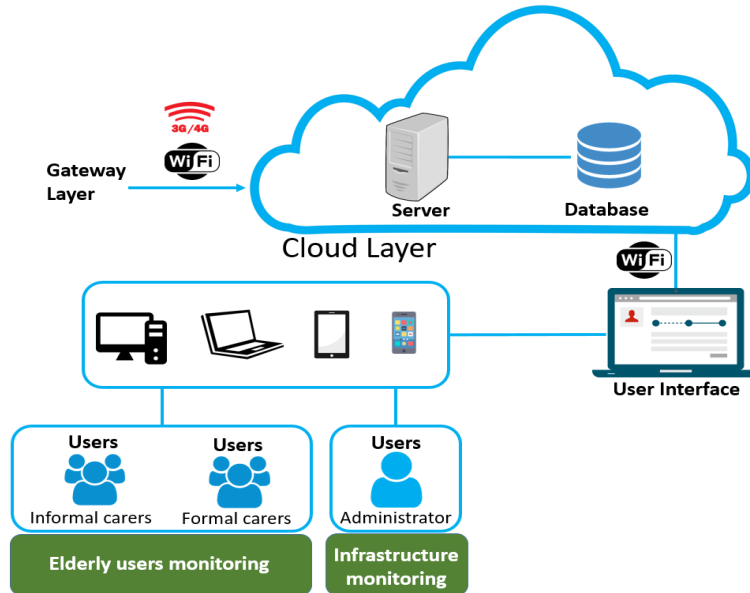 3G/4G
WiFi
Gateway
Layer
Server
Database
Cloud Layer
WiFi
User Interface
Users
Users
Users
Informal carers
Formal carers
Administrator
Elderly users monitoring
Infrastructure
monitoring